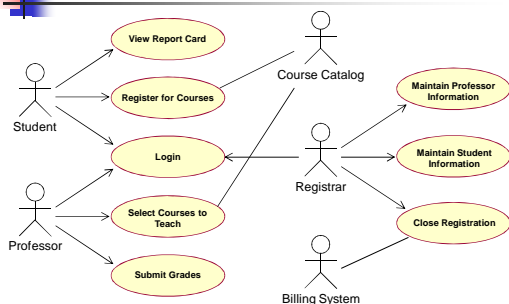 View Report Card
Course Catalog
Student
Register for Courses
Maintain Professor
Information
Login
Registrar
Maintain Student
Information
Professor
Select Courses to
Teach
Close Registration
Submit Grades
Billing System